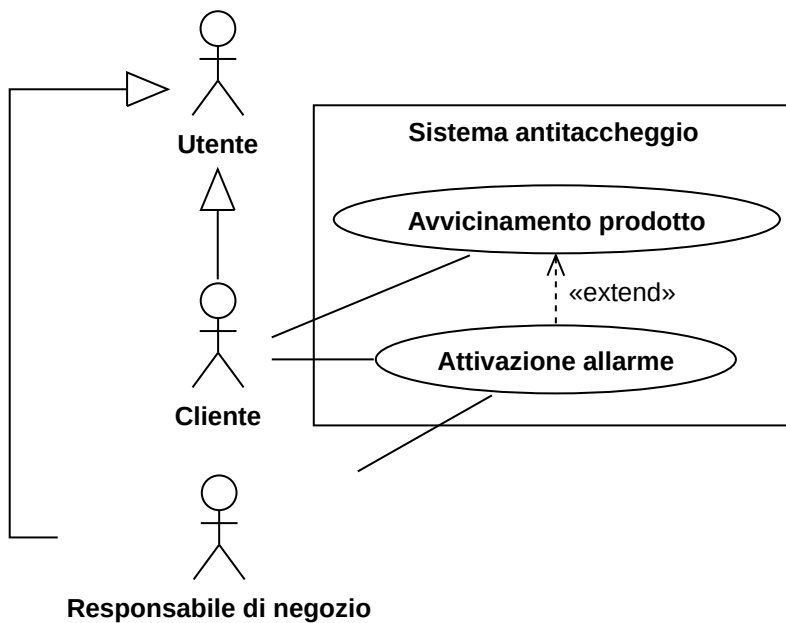 Utente
Sistema antitaccheggio
Avvicinamento prodotto
«extend»
Attivazione allarme
Cliente
Responsabile di negozio